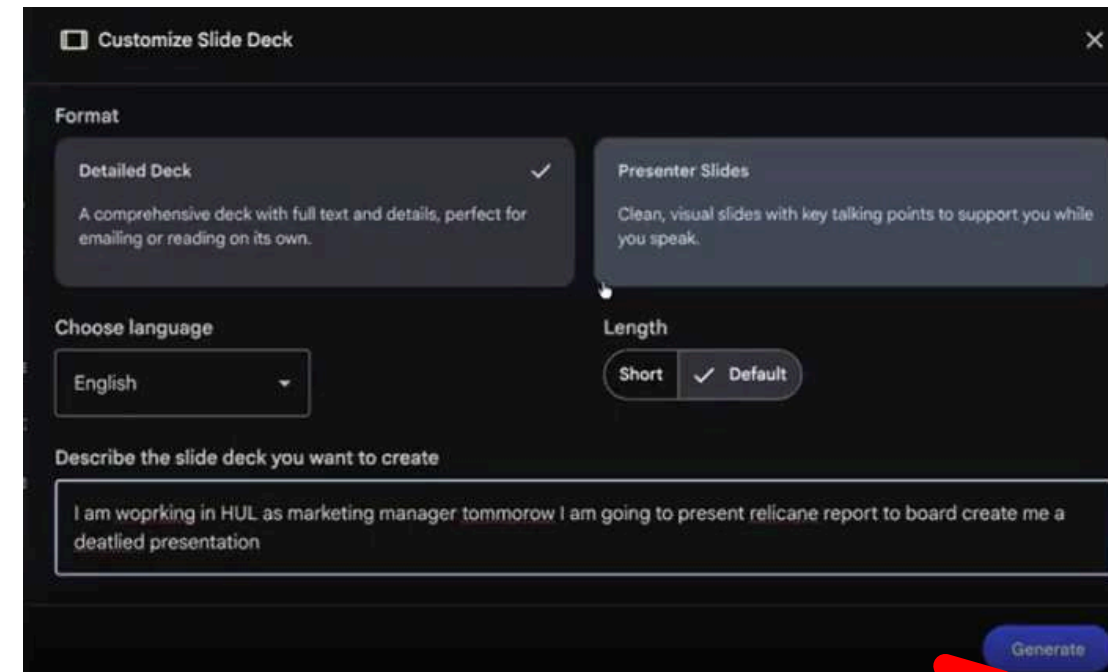 Customize Slide Deck
Format
Detailed Deck
A comprehensive deck with full text and details, perfect for
emailing or reading on its own.
Presenter Slides
Clean, visual slides with key talking points to support you while
you speak.
Choose language
English
Length
Short
Default
Describe the slide deck you want to create
I am woprking in HUL as marketing manager tommorow I am going to present relicane report to board create me a
deatlied presentation
Generate